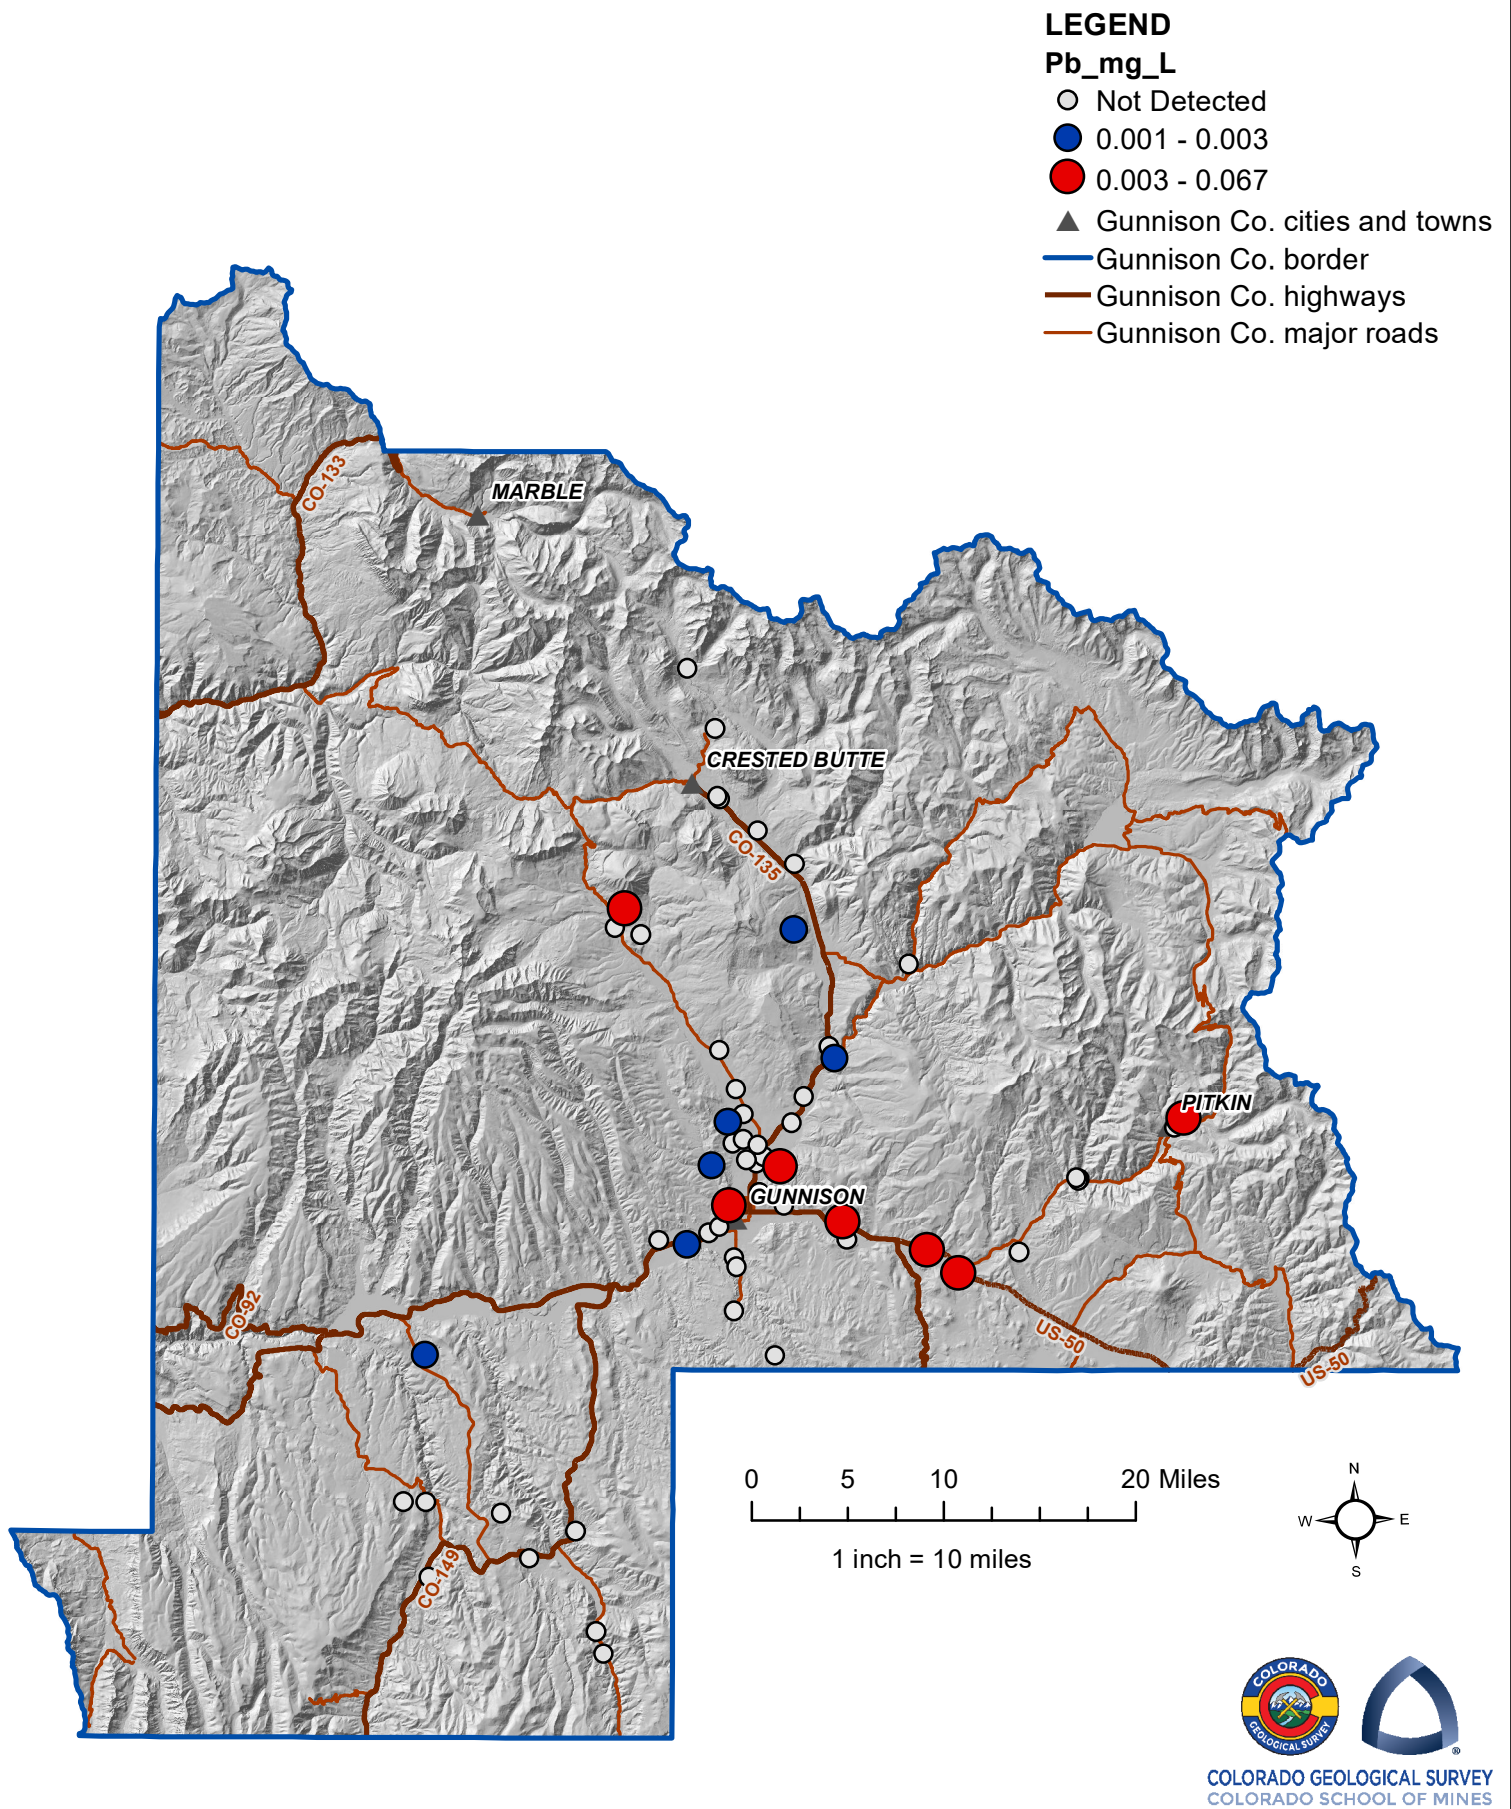 LEGEND
Pb_mg_L
Not Detected
0.001 - 0.003
0.003 - 0.067
Gunnison Co. cities and towns
Gunnison Co. border
Gunnison Co. highways
Gunnison Co. major roads
CO-133
MARBLE
CRESTED BUTTE
CO-135
PITKIN
GUNNISON
CO-92
US-50
US-50
CO-149
0 5 10 20 Miles
1 inch = 10 miles
N
W E
S
COLORADO
GEOLOGICAL SURVEY
®
COLORADO GEOLOGICAL SURVEY
COLORADO SCHOOL OF MINES